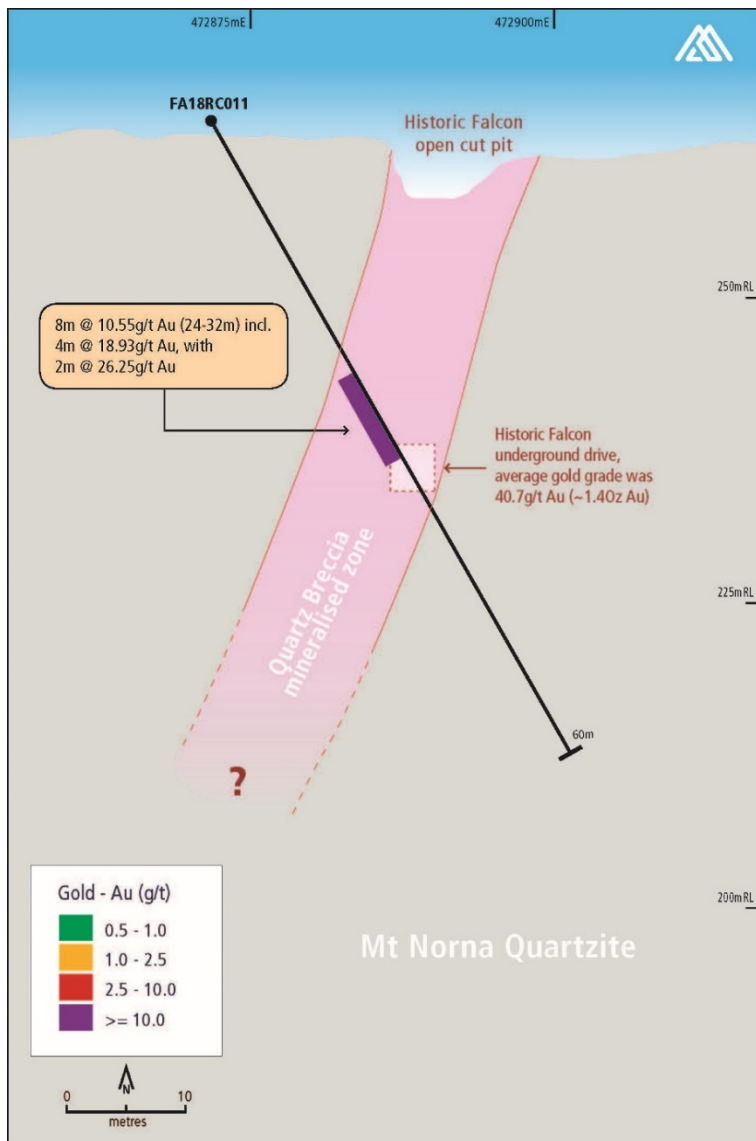 472875mE
472900mE
FA18RC011
Historic Falcon
open cut pit
250mRL
8m @ 10.55g/t Au (24-32m) incl.
4m @ 18.93g/t Au, with
2m @ 26.25g/t Au
Historic Falcon
underground drive,
average gold grade was
40.7g/t Au (~1.4Oz Au)
Quartz Breccia
mineralised zone
225mRL
60m
?
200mRL
Gold - Au (g/t)
0.5 - 1.0
1.0 - 2.5
2.5 - 10.0
>= 10.0
Mt Norna Quartzite
N
0 10
metres